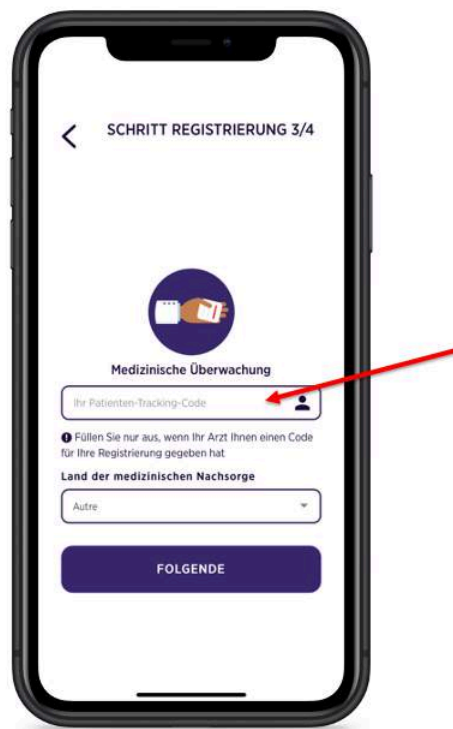 SCHRITT REGISTRIERUNG 3/4
Medizinische Überwachung
Ihr Patienten-Tracking-Code
Füllen Sie nur aus, wenn Ihr Arzt Ihnen einen Code
für Ihre Registrierung gegeben hat
Land der medizinischen Nachsorge
Autre
FOLGENDE